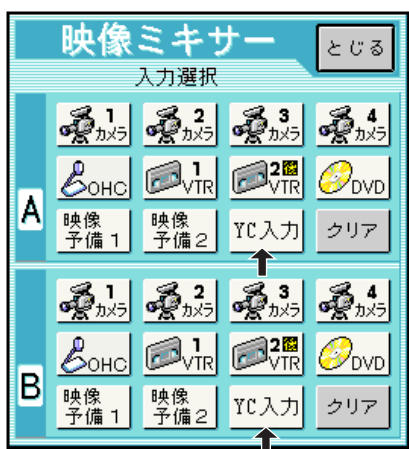 映像ミキサー
とじる
入力選択
A
1 カメラ
2 カメラ
3 カメラ
4 カメラ
OHC
1 VTR
2 VTR
DVD
映像
予備1
映像
予備2
YC入力
クリア
B
1 カメラ
2 カメラ
3 カメラ
4 カメラ
OHC
1 VTR
2 VTR
DVD
映像
予備1
映像
予備2
YC入力
クリア